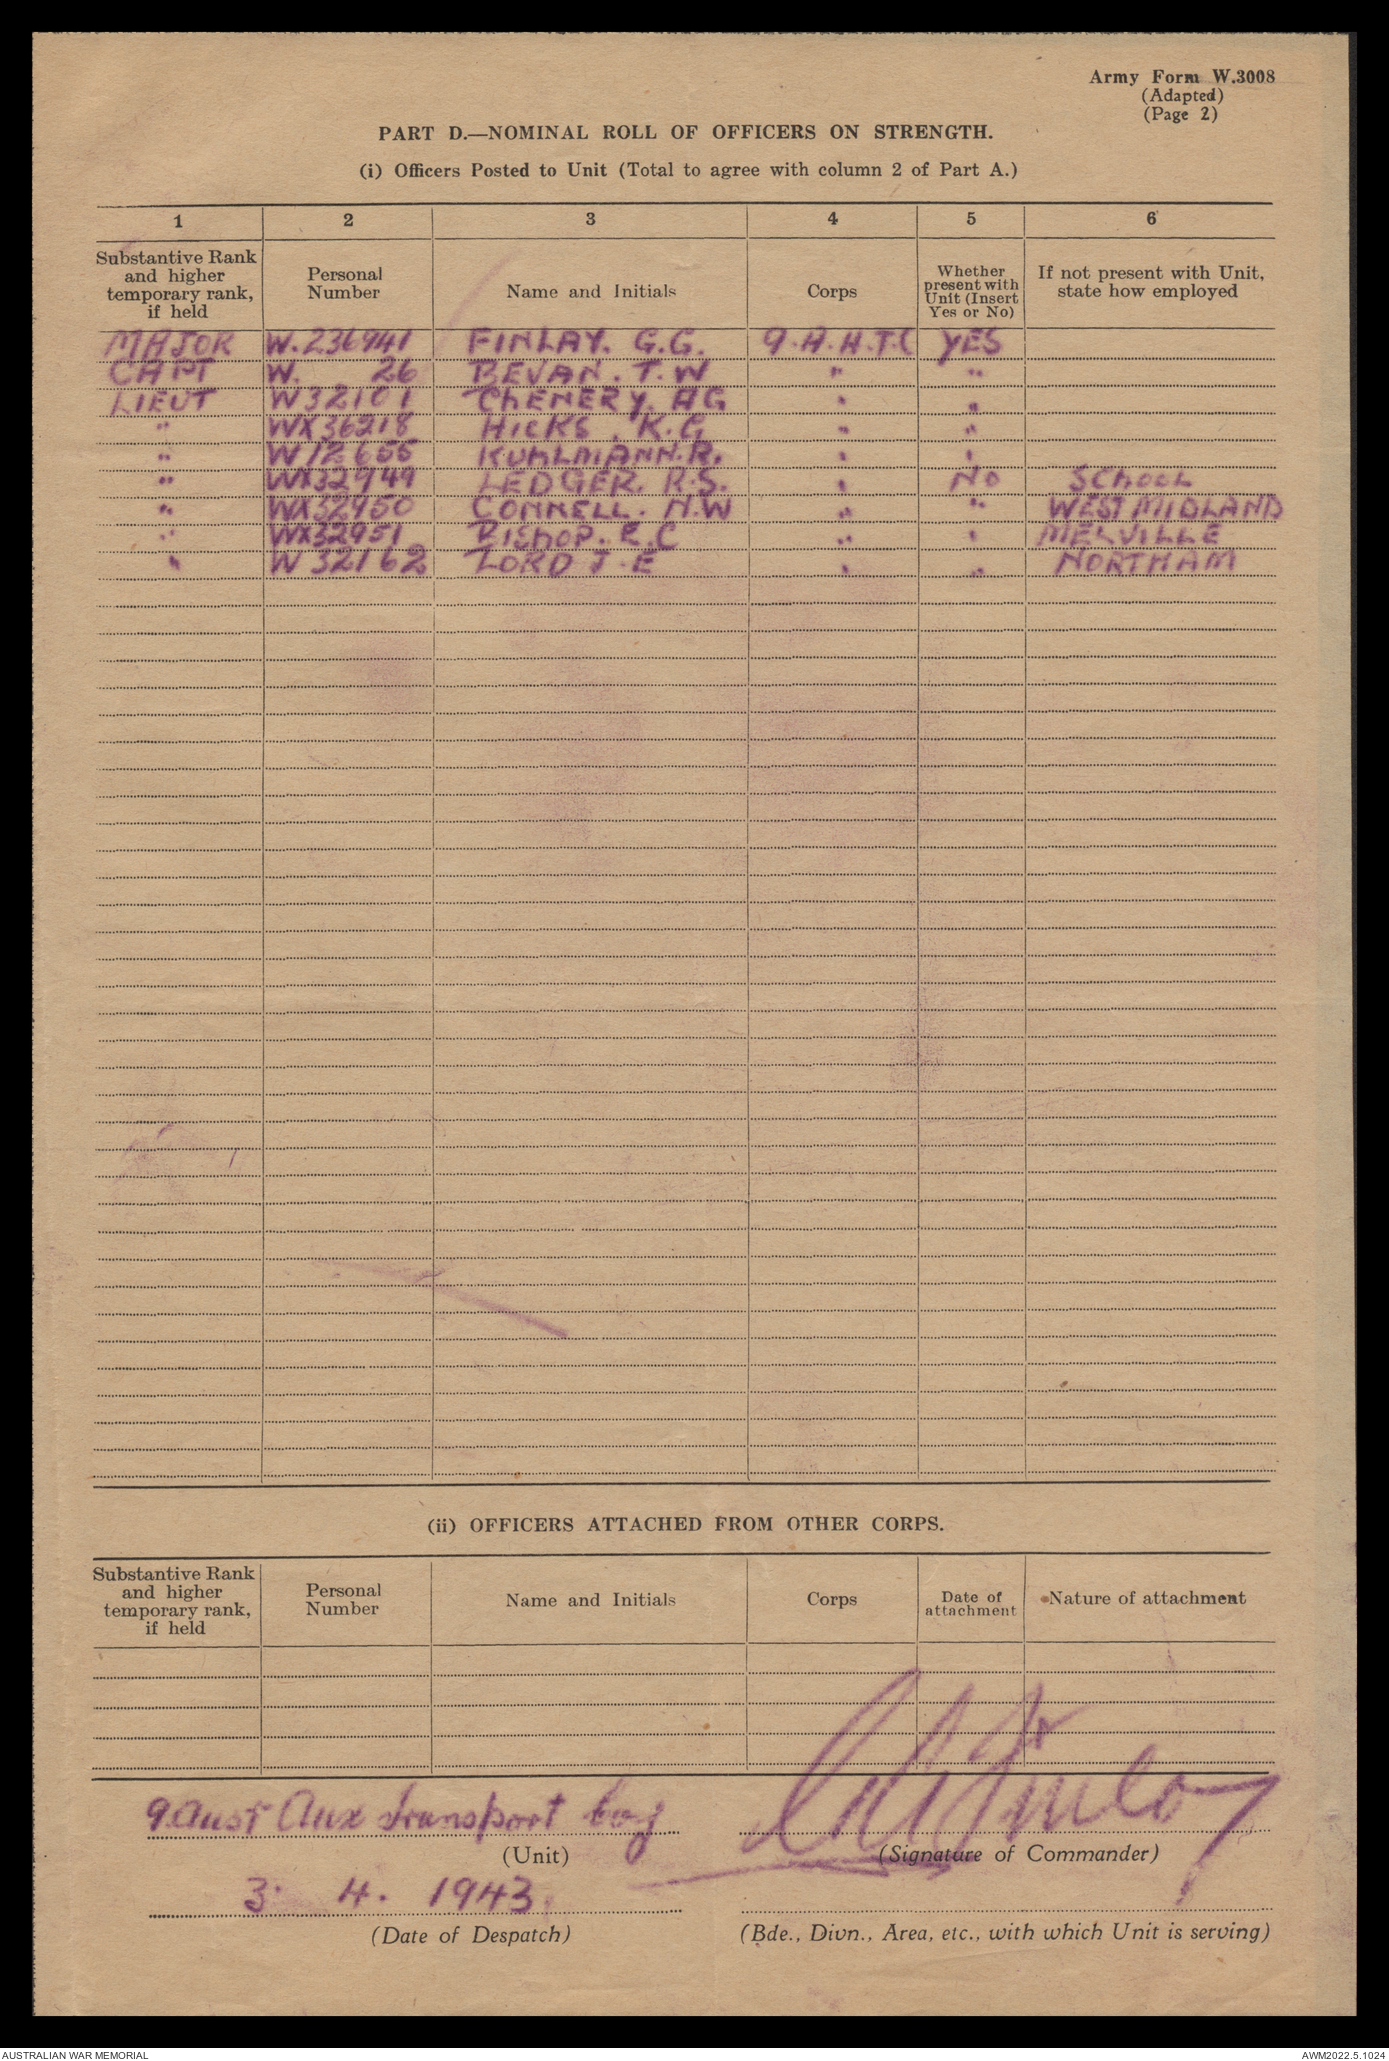 Army Form W.3008
(Adapted)
(Page 2)
PART D.—NOMINAL ROLL OF OFFICERS ON STRENGTH.
(i) Officers Posted to Unit (Total to agree with column 2 of Part A.)
1 2 3 4 5 6
Substantive Rank and higher temporary rank, if held Personal Number Name and Initials Corps Whether present with Unit (Insert Yes or No) If not present with Unit, state how employed
MAJOR W.236941 FINLAY. G.G. 9.A.H.T.C YES
CAPT W. 26 BEVAN. T.W " "
LIEUT W32101 ChENERY. AG " "
" WX36218 HICKS. K.G " "
" W12655 KUHLMANN.R. " "
" WX32949 LEDGER. R.S. " NO SChOOL
" WX32950 CONNELL. N.W " " WEST MIDLAND
" WX32951 BISHOP. E.C " " MELVILLE
" W 32162 LORD J.E " " NORTHAM
(ii) OFFICERS ATTACHED FROM OTHER CORPS.
Substantive Rank and higher temporary rank, if held Personal Number Name and Initials Corps Date of attachment Nature of attachment
9 Aust Aux Transport Coy
(Unit) (Signature of Commander)
3. 4. 1943.
(Date of Despatch) (Bde., Divn., Area, etc., with which Unit is serving)
AUSTRALIAN WAR MEMORIAL AWM2022.5.1024